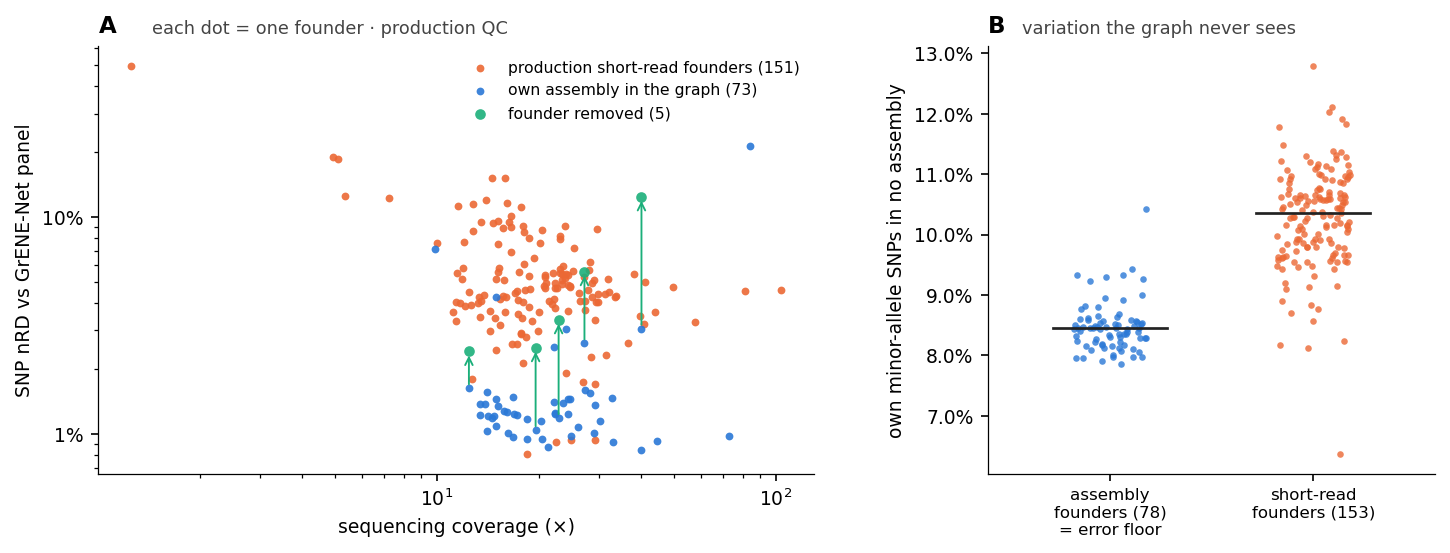 A each dot = one founder · production QC
production short-read founders (151)
own assembly in the graph (73)
founder removed (5)
SNP nRD vs GrENE-Net panel
10%
1%
10¹
10²
sequencing coverage (×)
B variation the graph never sees
own minor-allele SNPs in no assembly
13.0%
12.0%
11.0%
10.0%
9.0%
8.0%
7.0%
assembly
founders (78)
= error floor
short-read
founders (153)